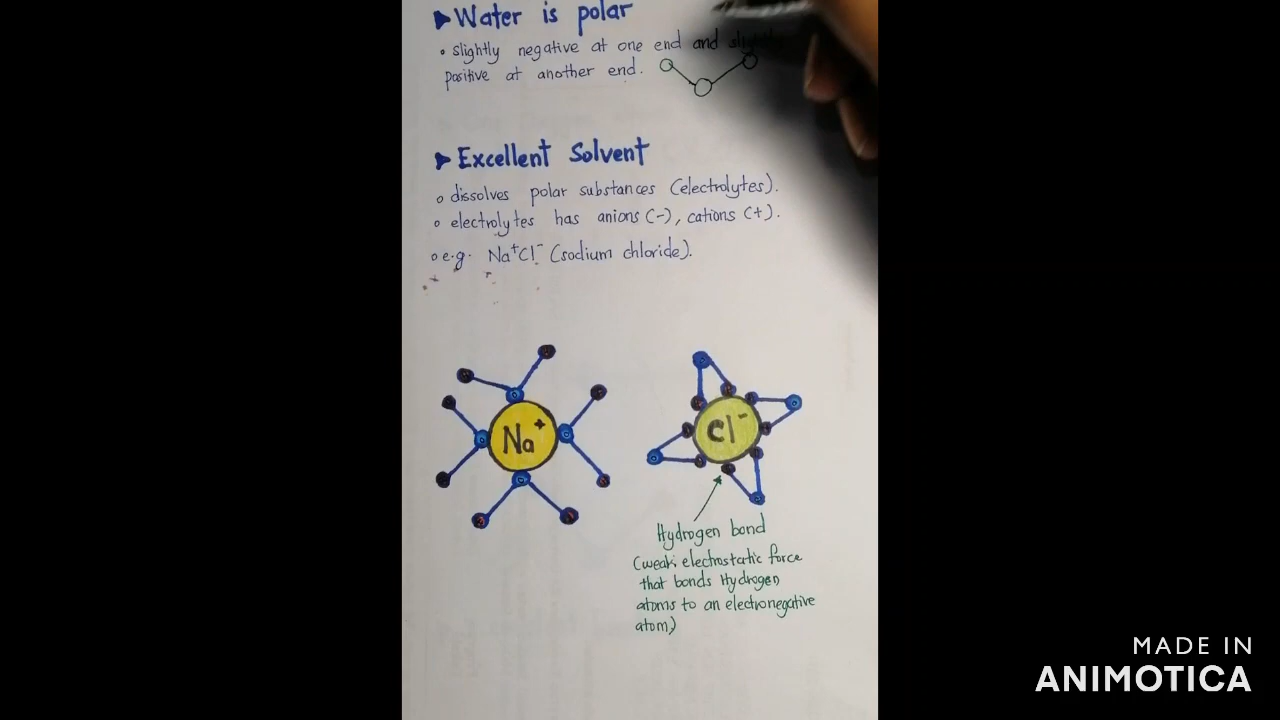 Water is polar
slightly negative at one end and slightly
positive at another end.
Excellent Solvent
dissolves polar substances (electrolytes).
electrolytes has anions (-), cations (+).
e.g. Na⁺Cl⁻ (sodium chloride).
Na⁺
Cl⁻
Hydrogen bond
(weak electrostatic force
that bonds Hydrogen
atoms to an electronegative
atom)
MADE IN
ANIMOTICA